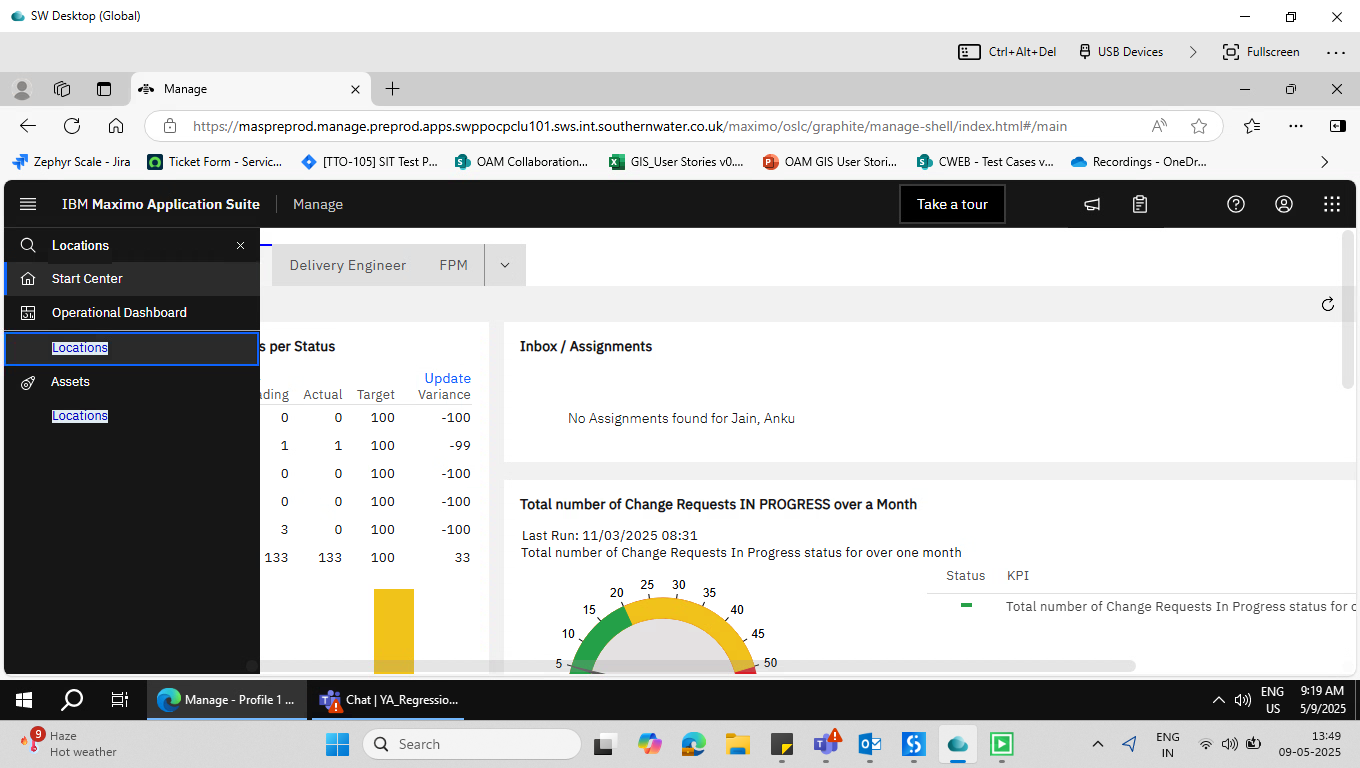 SW Desktop (Global)
Ctrl+Alt+Del
USB Devices
Fullscreen
Manage
https://maspreprod.manage.preprod.apps.swppocpclu101.sws.int.southernwater.co.uk/maximo/oslc/graphite/manage-shell/index.html#/main
Zephyr Scale - Jira
Ticket Form - Servic...
[TTO-105] SIT Test P...
OAM Collaboration...
GIS_User Stories v0....
OAM GIS User Stori...
CWEB - Test Cases v...
Recordings - OneDr...
IBM Maximo Application Suite
Manage
Take a tour
Locations
Start Center
Operational Dashboard
Locations
Assets
Locations
Delivery Engineer
FPM
s per Status
Update
ading Actual Target Variance
0 0 100 -100
1 1 100 -99
0 0 100 -100
0 0 100 -100
3 0 100 -100
133 133 100 33
Inbox / Assignments
No Assignments found for Jain, Anku
Total number of Change Requests IN PROGRESS over a Month
Last Run: 11/03/2025 08:31
Total number of Change Requests In Progress status for over one month
5
10
15
20
25
30
35
40
45
50
Status KPI
Total number of Change Requests In Progress status for o
Manage - Profile 1 ...
Chat | YA_Regressio...
ENG
US
9:19 AM
5/9/2025
9
Haze
Hot weather
Search
ENG
IN
13:49
09-05-2025